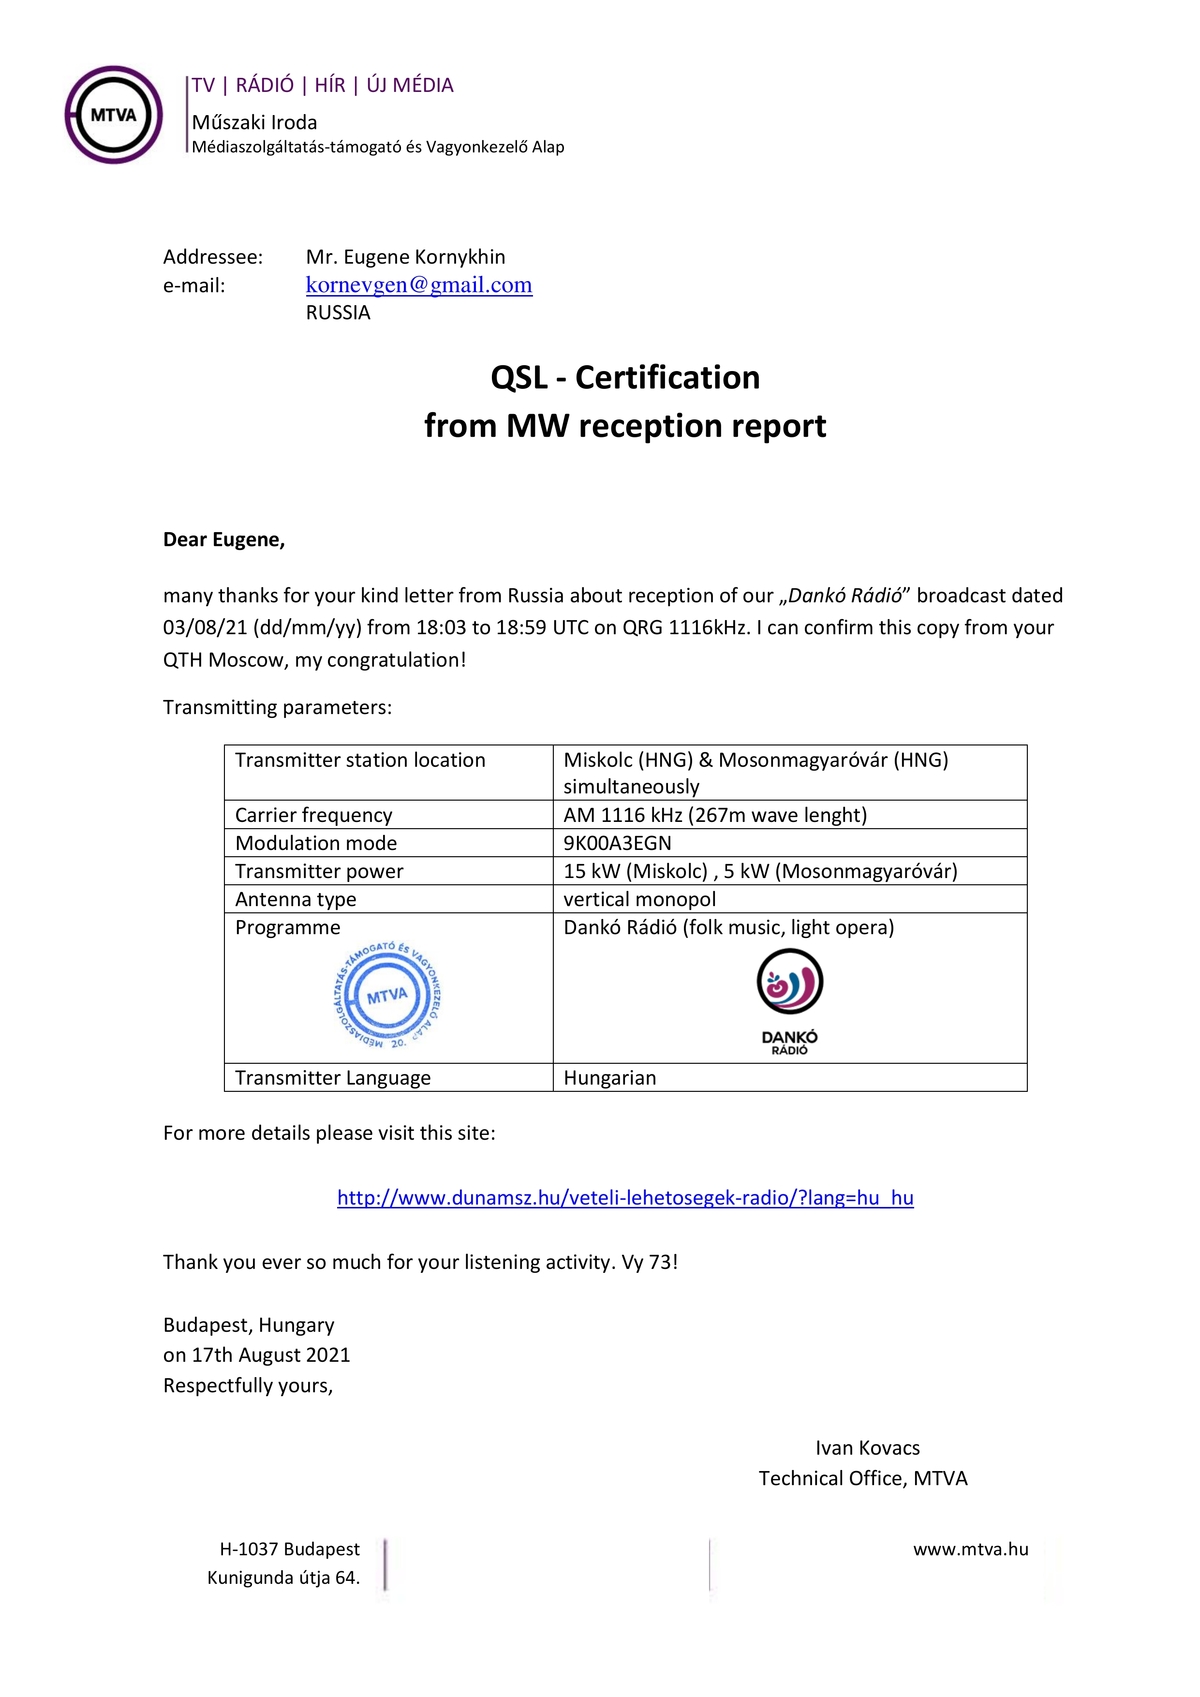 MTVA
TV | RÁDIÓ | HÍR | ÚJ MÉDIA
Műszaki Iroda
Médiaszolgáltatás-támogató és Vagyonkezelő Alap
Addressee: Mr. Eugene Kornykhin
e-mail: kornevgen@gmail.com
RUSSIA
QSL - Certification
from MW reception report
Dear Eugene,
many thanks for your kind letter from Russia about reception of our „Dankó Rádió” broadcast dated
03/08/21 (dd/mm/yy) from 18:03 to 18:59 UTC on QRG 1116kHz. I can confirm this copy from your
QTH Moscow, my congratulation!
Transmitting parameters:
Transmitter station location Miskolc (HNG) & Mosonmagyaróvár (HNG)
simultaneously
Carrier frequency AM 1116 kHz (267m wave lenght)
Modulation mode 9K00A3EGN
Transmitter power 15 kW (Miskolc) , 5 kW (Mosonmagyaróvár)
Antenna type vertical monopol
Programme Dankó Rádió (folk music, light opera)
MÉDIASZOLGÁLTATÁS-TÁMOGATÓ ÉS VAGYONKEZELŐ ALAP
MTVA
20.
DANKÓ
RÁDIÓ
Transmitter Language Hungarian
For more details please visit this site:
http://www.dunamsz.hu/veteli-lehetosegek-radio/?lang=hu_hu
Thank you ever so much for your listening activity. Vy 73!
Budapest, Hungary
on 17th August 2021
Respectfully yours,
Ivan Kovacs
Technical Office, MTVA
H-1037 Budapest
Kunigunda útja 64.
www.mtva.hu